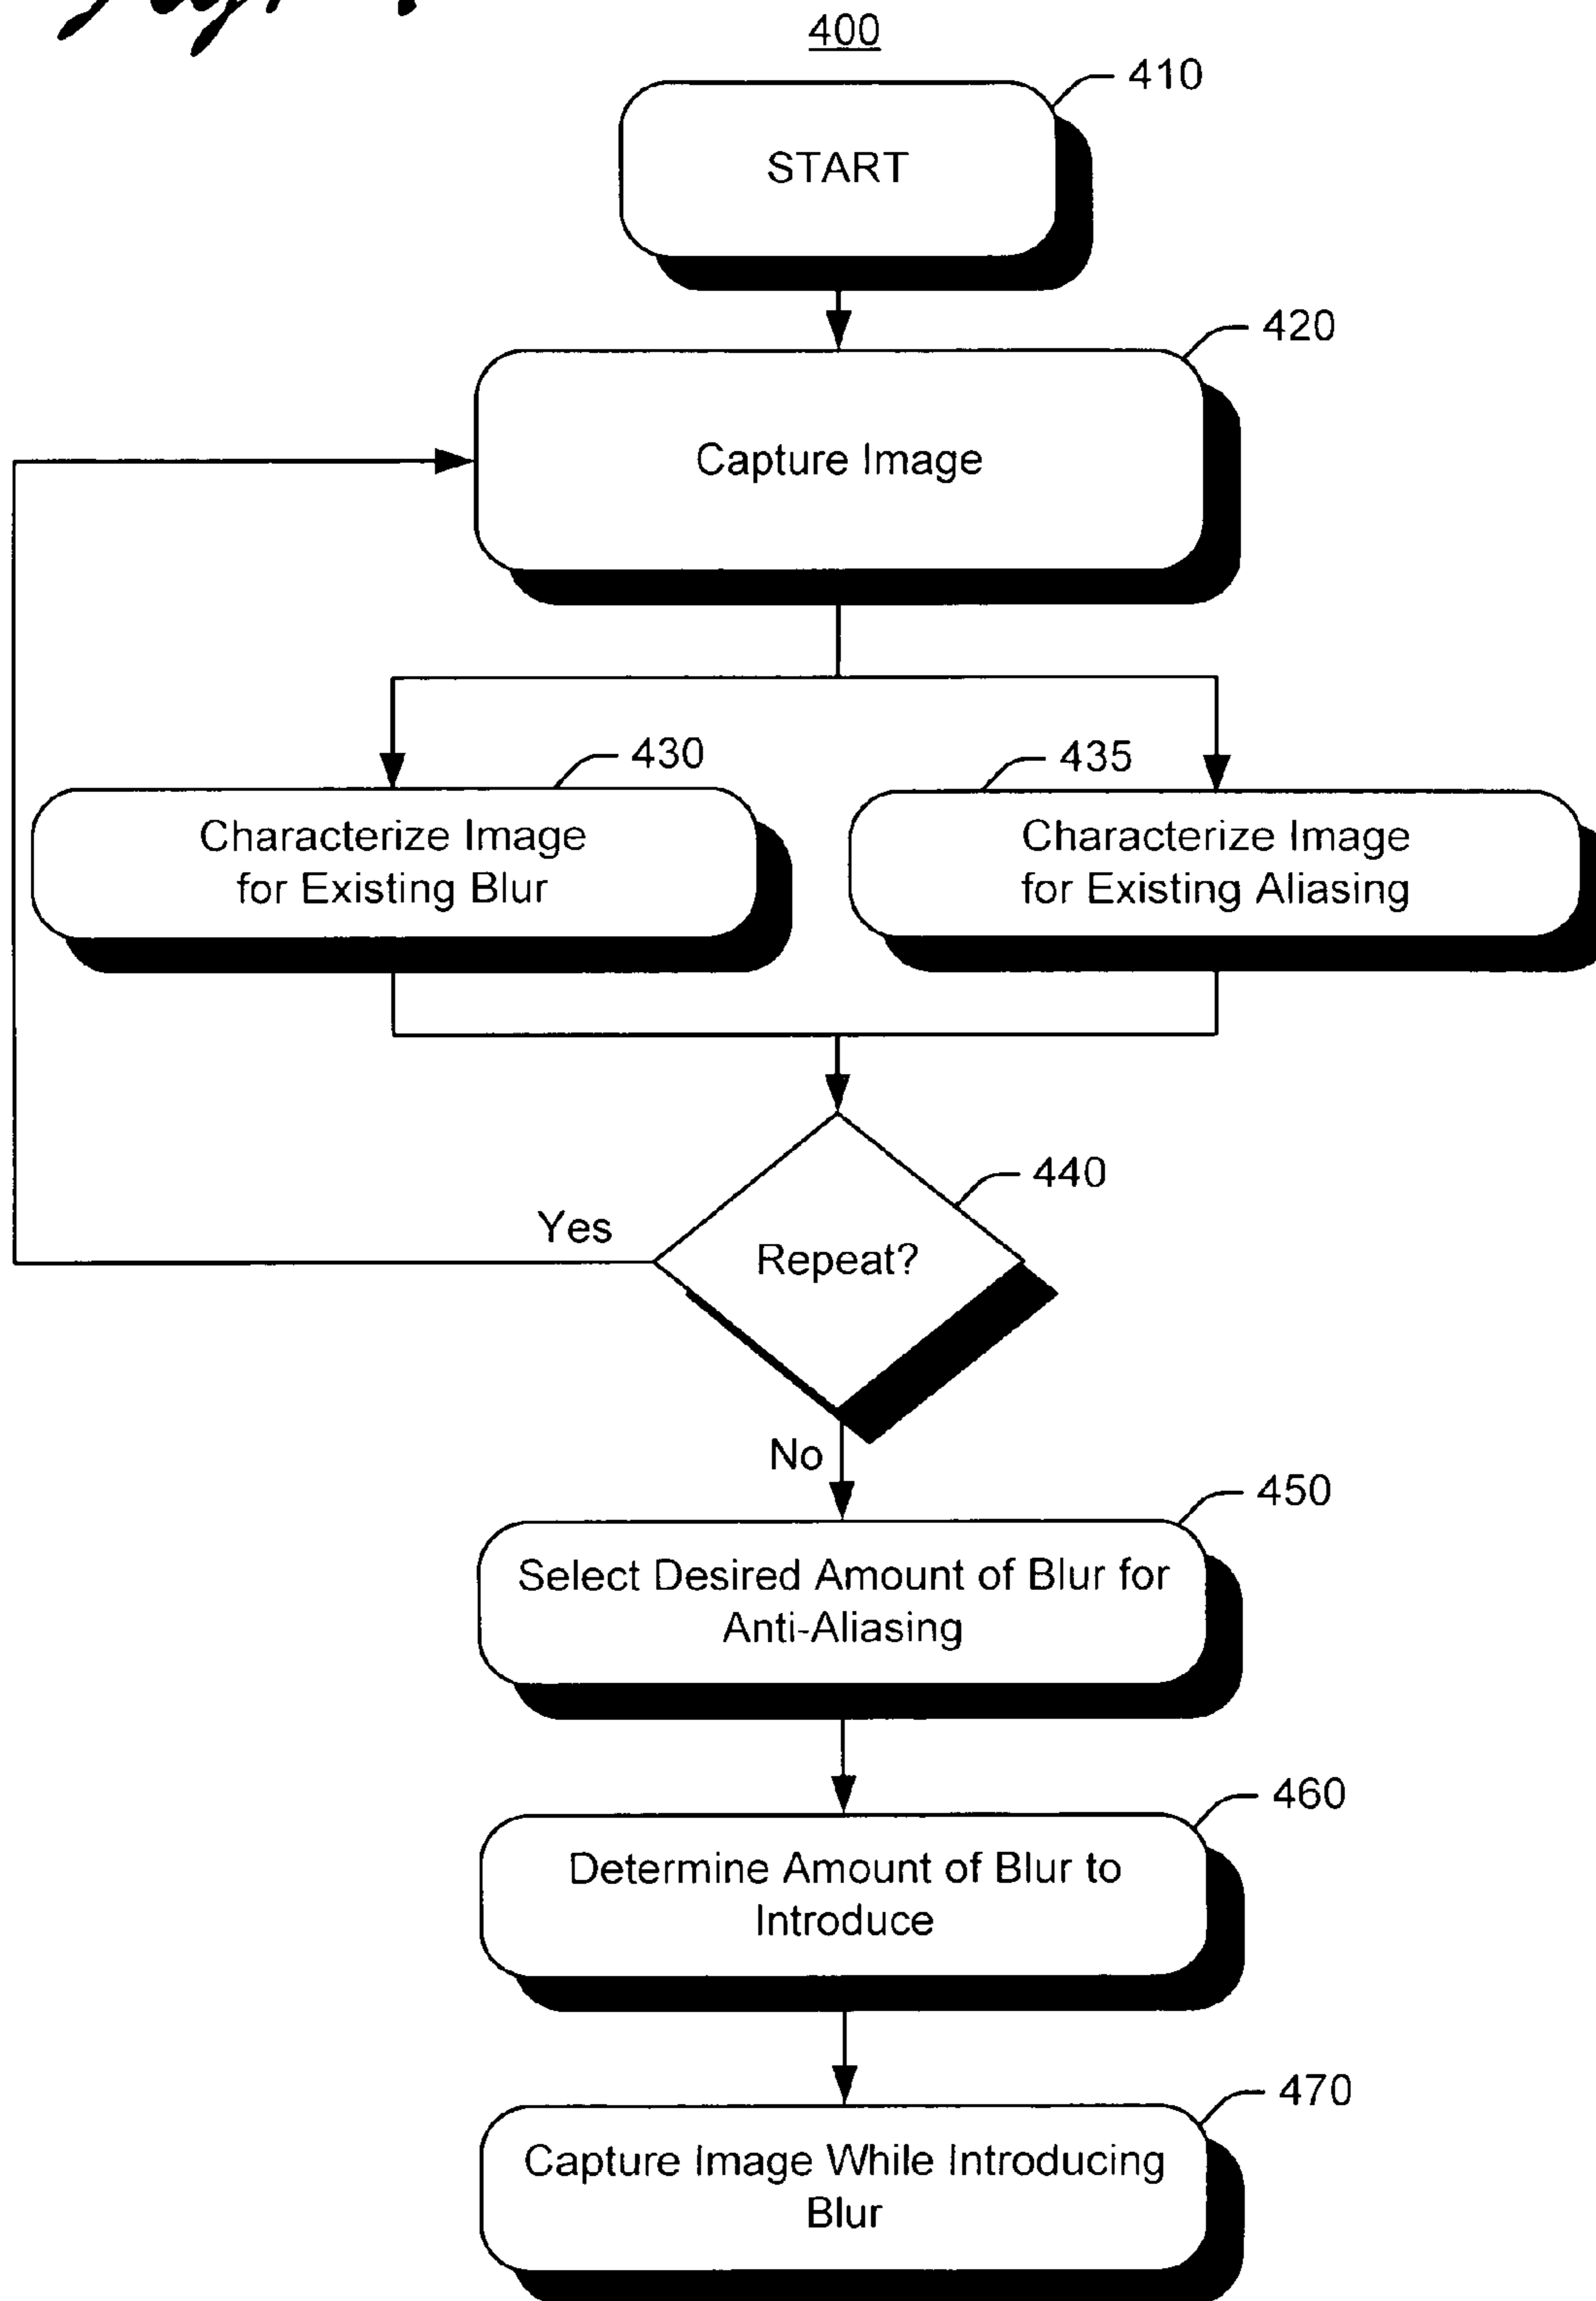 400
410
START
420
Capture Image
430
435
Characterize Image
for Existing Blur
Characterize Image
for Existing Aliasing
440
Yes
Repeat?
No
450
Select Desired Amount of Blur for
Anti-Aliasing
460
Determine Amount of Blur to
Introduce
470
Capture Image While Introducing
Blur